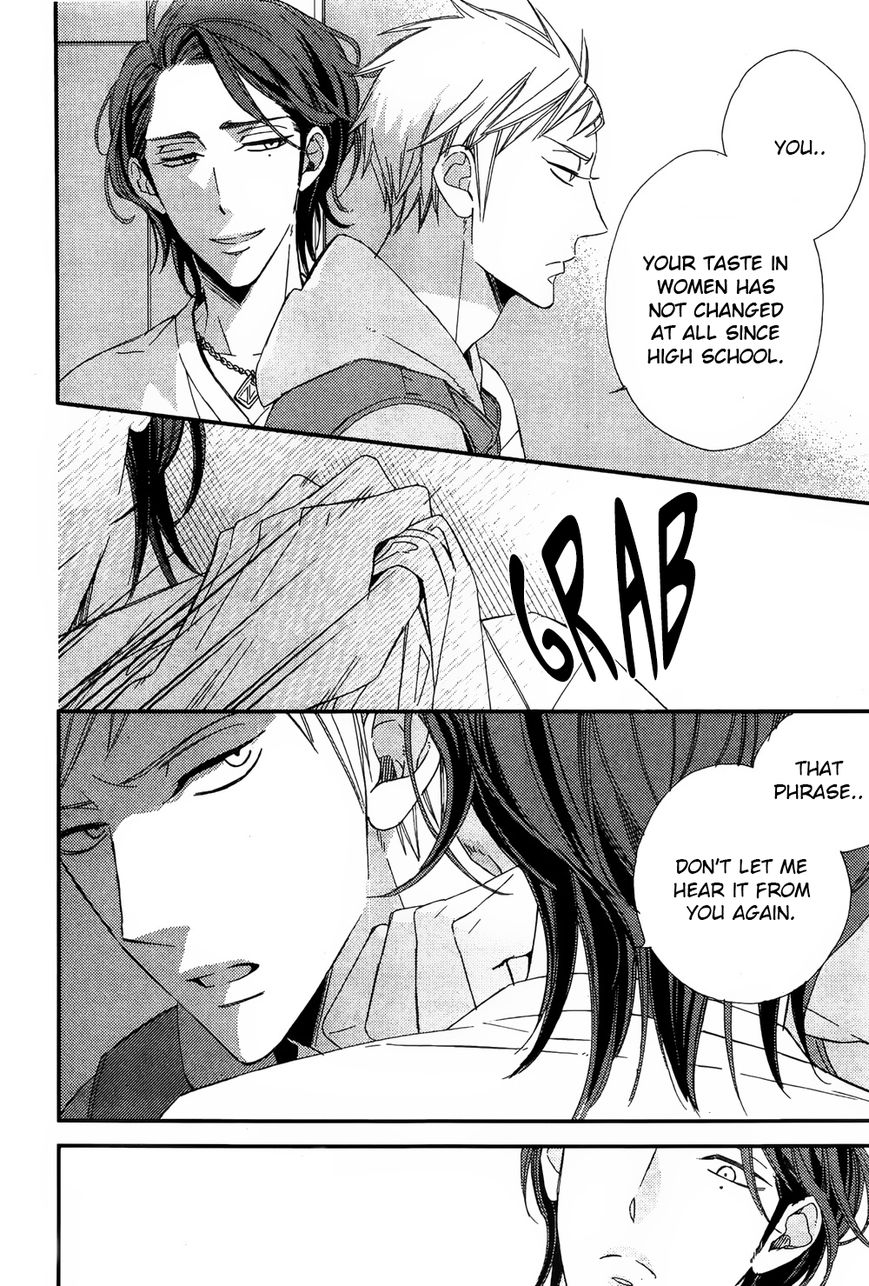 YOU..
YOUR TASTE IN
WOMEN HAS
NOT CHANGED
AT ALL SINCE
HIGH SCHOOL.
GRAB
THAT
PHRASE..
DON'T LET ME
HEAR IT FROM
YOU AGAIN.